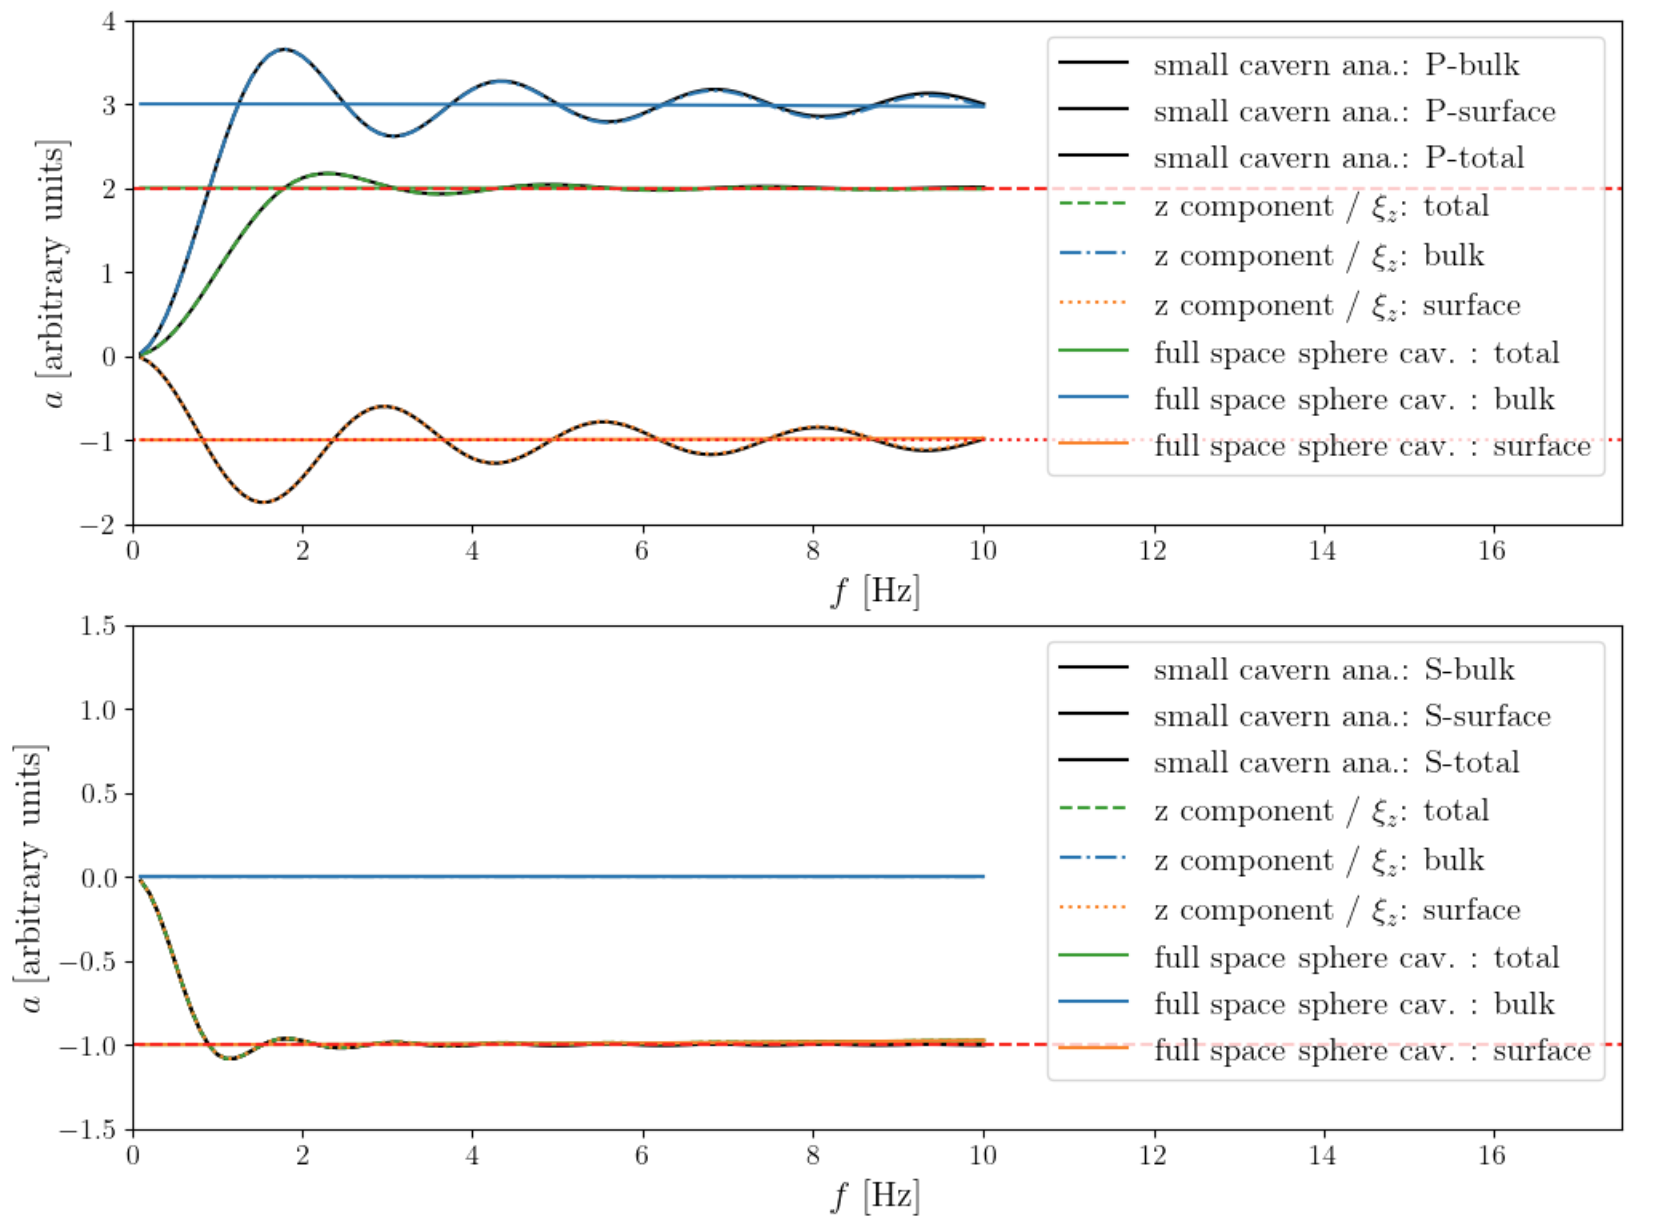 4
3
2
1
0
−1
−2
a [arbitrary units]
0 2 4 6 8 10 12 14 16
f [Hz]
small cavern ana.: P-bulk
small cavern ana.: P-surface
small cavern ana.: P-total
z component / ξz: total
z component / ξz: bulk
z component / ξz: surface
full space sphere cav. : total
full space sphere cav. : bulk
full space sphere cav. : surface
1.5
1.0
0.5
0.0
−0.5
−1.0
−1.5
a [arbitrary units]
0 2 4 6 8 10 12 14 16
f [Hz]
small cavern ana.: S-bulk
small cavern ana.: S-surface
small cavern ana.: S-total
z component / ξz: total
z component / ξz: bulk
z component / ξz: surface
full space sphere cav. : total
full space sphere cav. : bulk
full space sphere cav. : surface